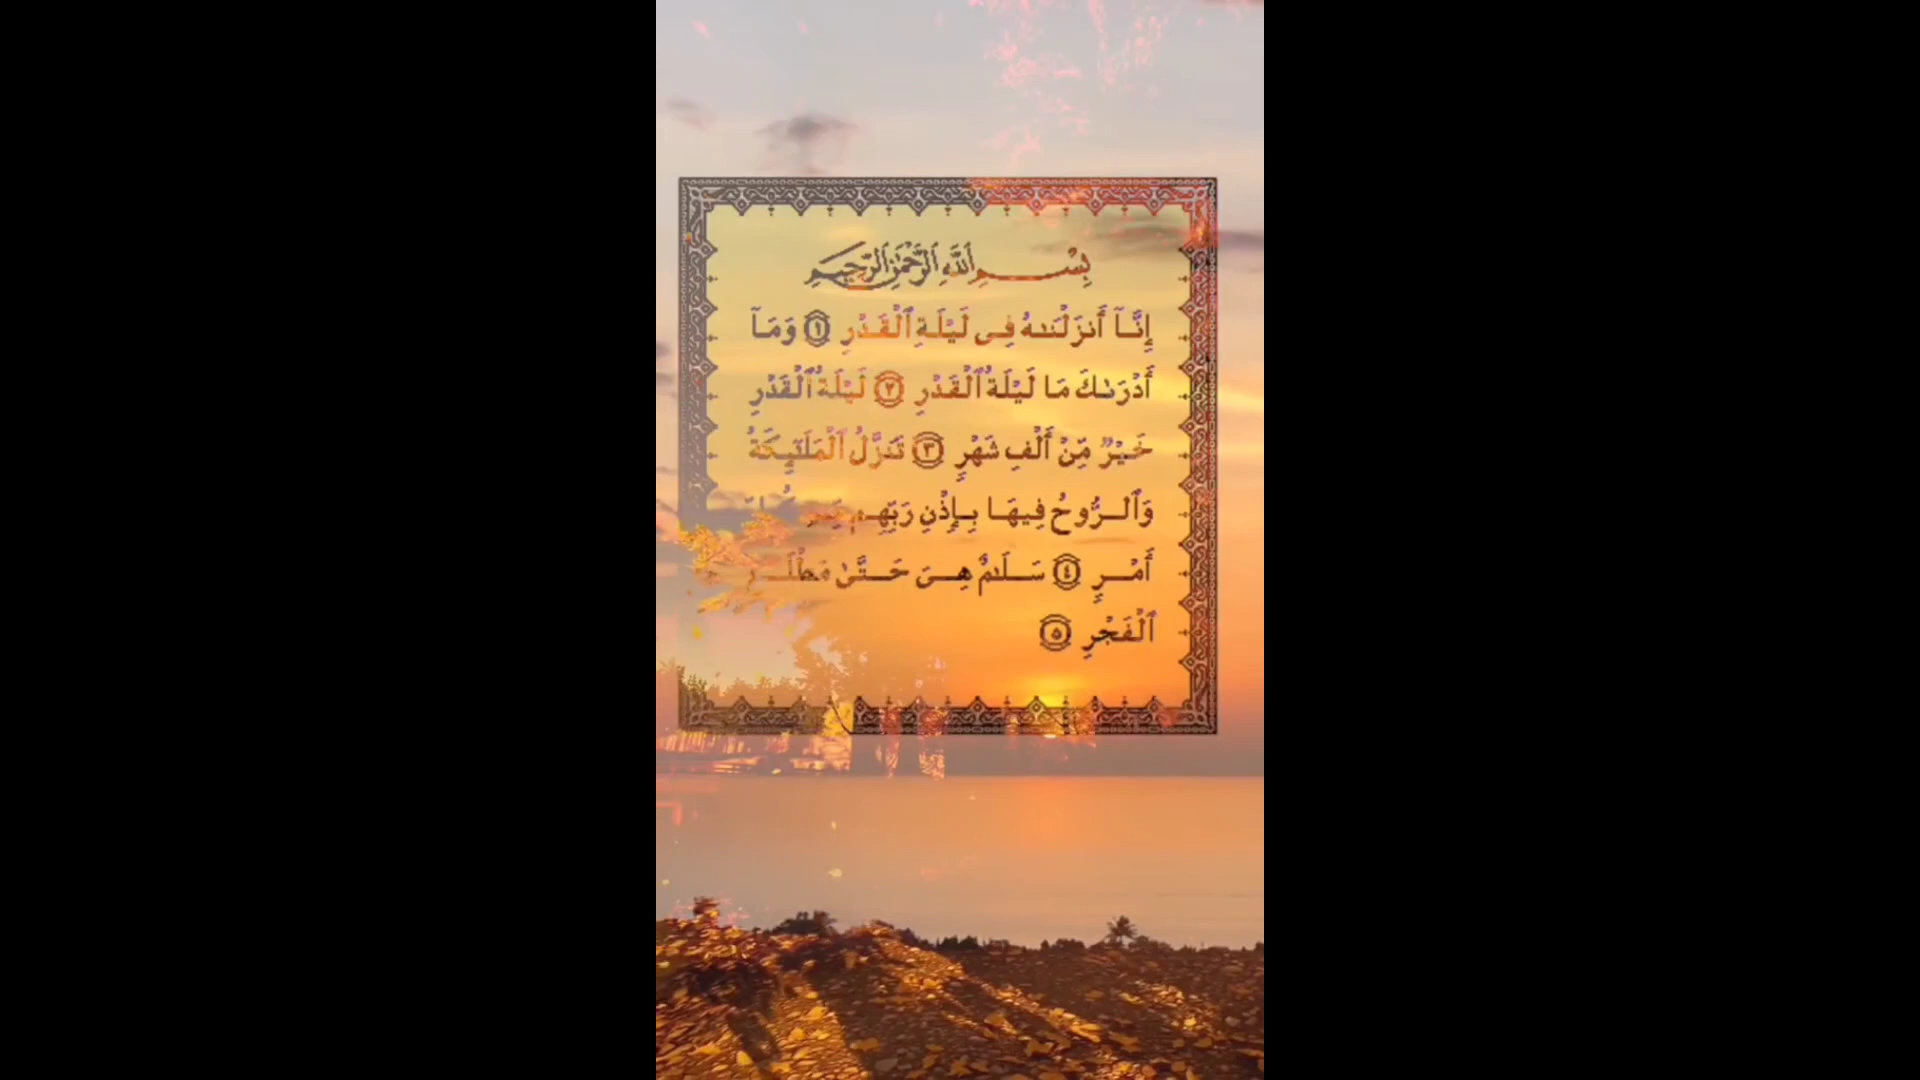 بِسْمِ ٱللَّهِ ٱلرَّحْمَٰنِ ٱلرَّحِيمِ
إِنَّآ أَنزَلْنَٰهُ فِى لَيْلَةِ ٱلْقَدْرِ ١ وَمَآ
أَدْرَىٰكَ مَا لَيْلَةُ ٱلْقَدْرِ ٢ لَيْلَةُ ٱلْقَدْرِ
خَيْرٌ مِّنْ أَلْفِ شَهْرٍ ٣ تَنَزَّلُ ٱلْمَلَٰٓئِكَةُ
وَٱلرُّوحُ فِيهَا بِإِذْنِ رَبِّهِم
أَمْرٍ ٤ سَلَٰمٌ هِىَ حَتَّىٰ مَطْلَعِ
ٱلْفَجْرِ ٥